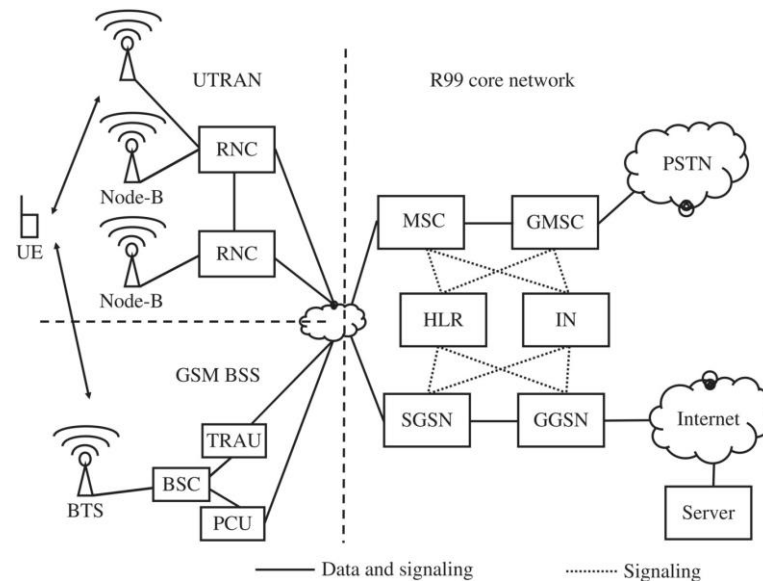 UTRAN
R99 core network
RNC
PSTN
Node-B
MSC
GMSC
UE
RNC
Node-B
HLR
IN
GSM BSS
SGSN
GGSN
Internet
TRAU
BSC
BTS
PCU
Server
Data and signaling
Signaling